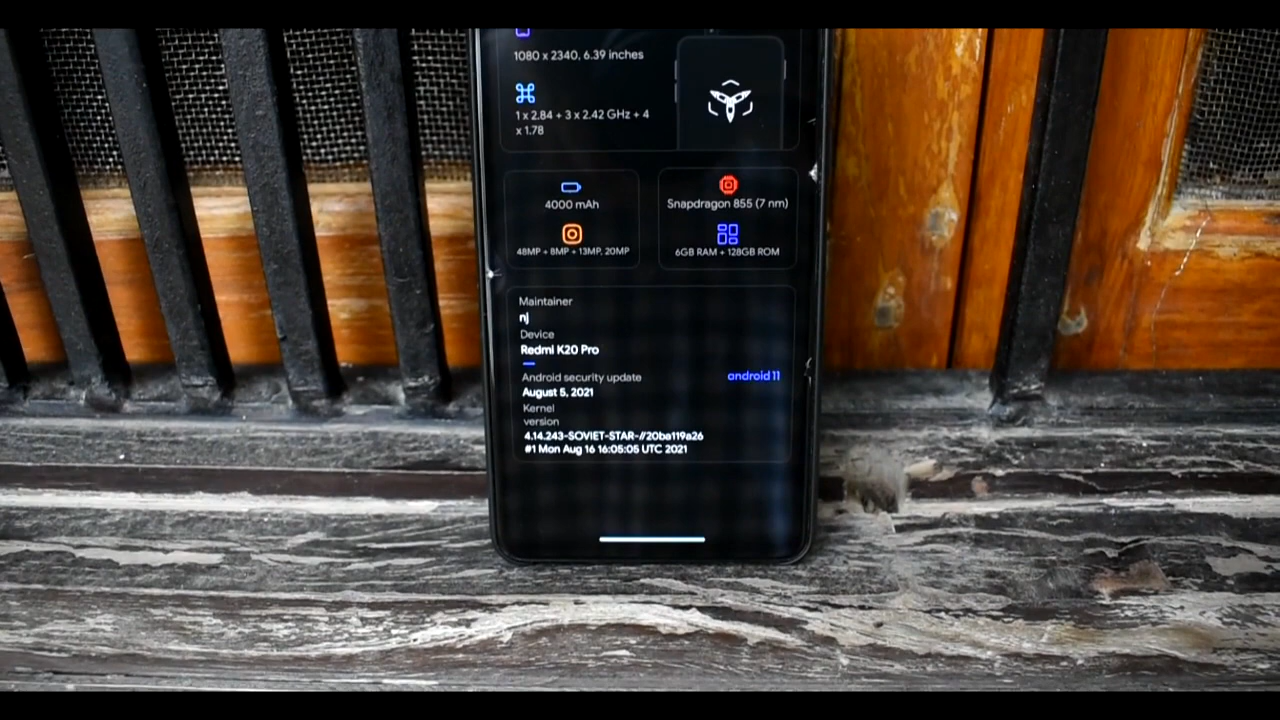 1080 x 2340, 6.39 inches
1 x 2.84 + 3 x 2.42 GHz + 4
x 1.78
4000 mAh
48MP + 8MP + 13MP, 20MP
Snapdragon 855 (7 nm)
6GB RAM + 128GB ROM
Maintainer
nj
Device
Redmi K20 Pro
Android security update
August 5, 2021
android 11
Kernel
version
4.14.243-SOVIET-STAR-//20ba119a26
#1 Mon Aug 16 16:05:05 UTC 2021